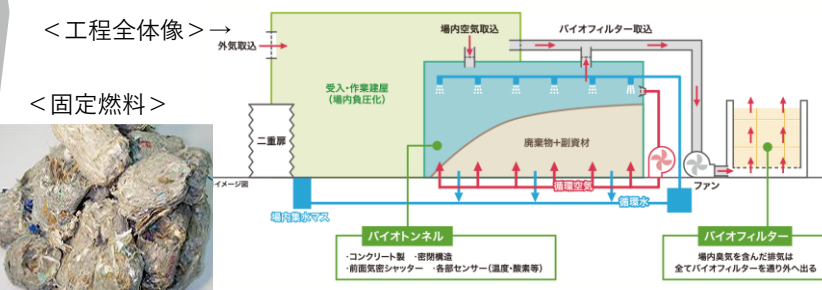 ＜工程全体像＞→
外気取込
場内空気取込
バイオフィルター取込
受入・作業建屋
（場内負圧化）
＜固定燃料＞
二重扉
廃棄物+副資材
イメージ図
循環空気
ファン
循環水
場内集水マス
バイオトンネル
・コンクリート製　・密閉構造
・前面気密シャッター　・各部センサー（温度・酸素等）
バイオフィルター
場内臭気を含んだ排気は
全てバイオフィルターを通り外へ出る